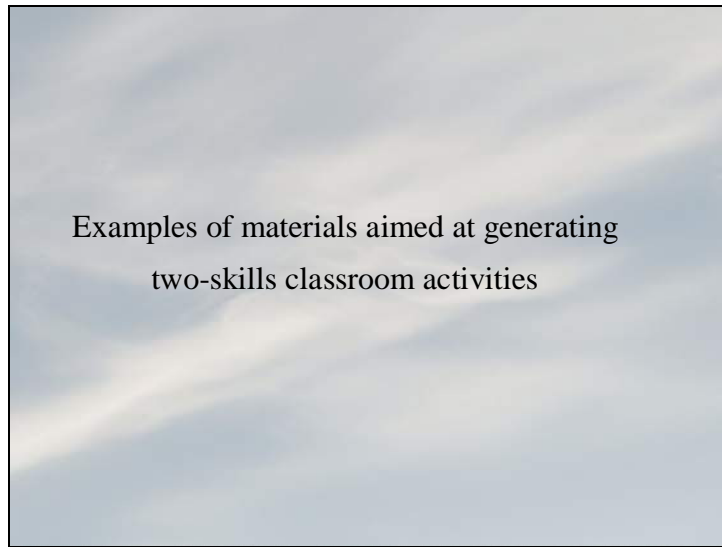 Examples of materials aimed at generating
two-skills classroom activities